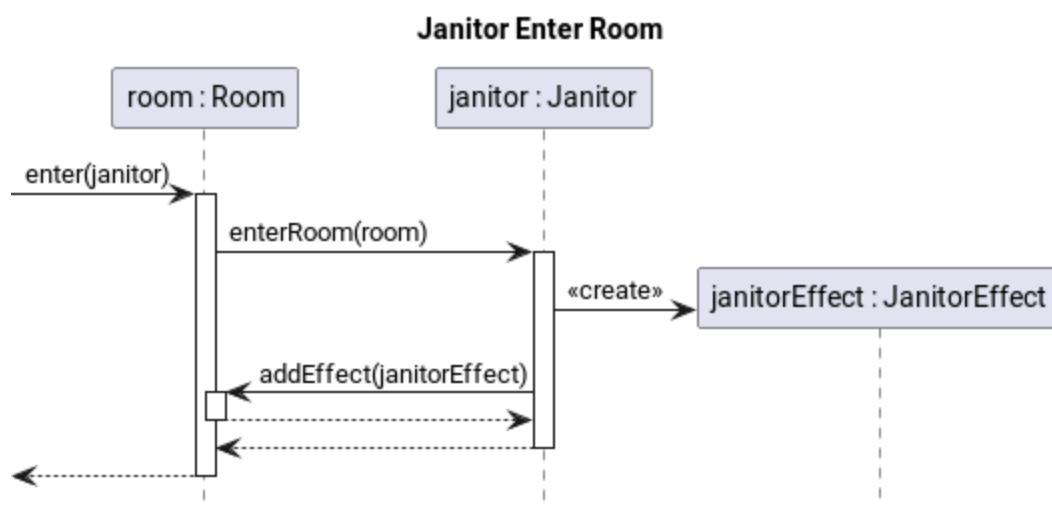 Janitor Enter Room
room : Room
janitor : Janitor
enter(janitor)
enterRoom(room)
«create»
janitorEffect : JanitorEffect
addEffect(janitorEffect)